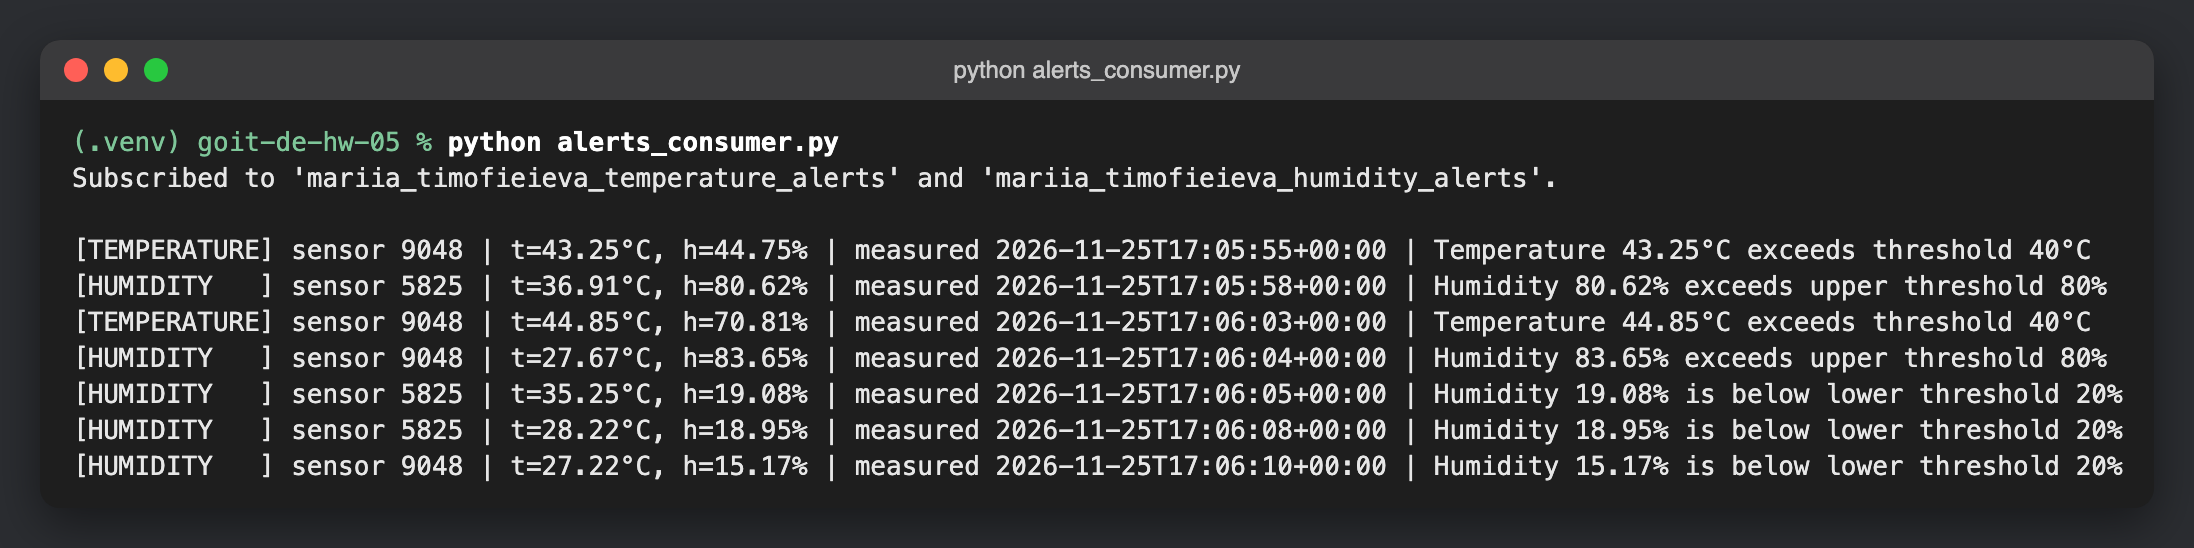 python alerts_consumer.py
(.venv) goit-de-hw-05 % python alerts_consumer.py
Subscribed to 'mariia_timofieieva_temperature_alerts' and 'mariia_timofieieva_humidity_alerts'.
[TEMPERATURE] sensor 9048 | t=43.25°C, h=44.75% | measured 2026-11-25T17:05:55+00:00 | Temperature 43.25°C exceeds threshold 40°C
[HUMIDITY   ] sensor 5825 | t=36.91°C, h=80.62% | measured 2026-11-25T17:05:58+00:00 | Humidity 80.62% exceeds upper threshold 80%
[TEMPERATURE] sensor 9048 | t=44.85°C, h=70.81% | measured 2026-11-25T17:06:03+00:00 | Temperature 44.85°C exceeds threshold 40°C
[HUMIDITY   ] sensor 9048 | t=27.67°C, h=83.65% | measured 2026-11-25T17:06:04+00:00 | Humidity 83.65% exceeds upper threshold 80%
[HUMIDITY   ] sensor 5825 | t=35.25°C, h=19.08% | measured 2026-11-25T17:06:05+00:00 | Humidity 19.08% is below lower threshold 20%
[HUMIDITY   ] sensor 5825 | t=28.22°C, h=18.95% | measured 2026-11-25T17:06:08+00:00 | Humidity 18.95% is below lower threshold 20%
[HUMIDITY   ] sensor 9048 | t=27.22°C, h=15.17% | measured 2026-11-25T17:06:10+00:00 | Humidity 15.17% is below lower threshold 20%